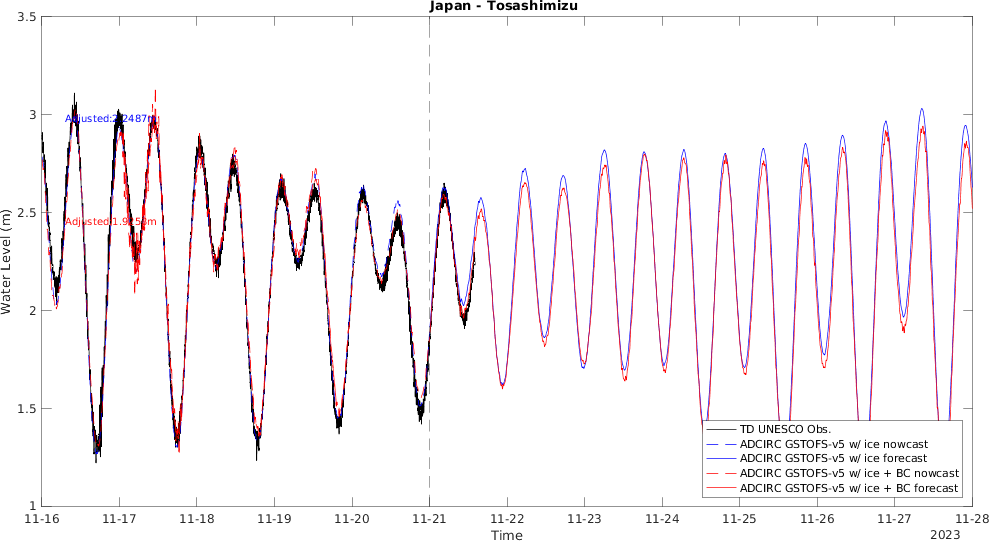 Japan - Tosashimizu
Water Level (m)
3.5
3
2.5
2
1.5
1
Adjusted:
TD UNESCO Obs.
ADCIRC GSTOFS-v5 w/ ice nowcast
ADCIRC GSTOFS-v5 w/ ice forecast
ADCIRC GSTOFS-v5 w/ ice + BC nowcast
ADCIRC GSTOFS-v5 w/ ice + BC forecast
11-16 11-17 11-18 11-19 11-20 11-21 11-22 11-23 11-24 11-25 11-26 11-27 11-28
Time
2023